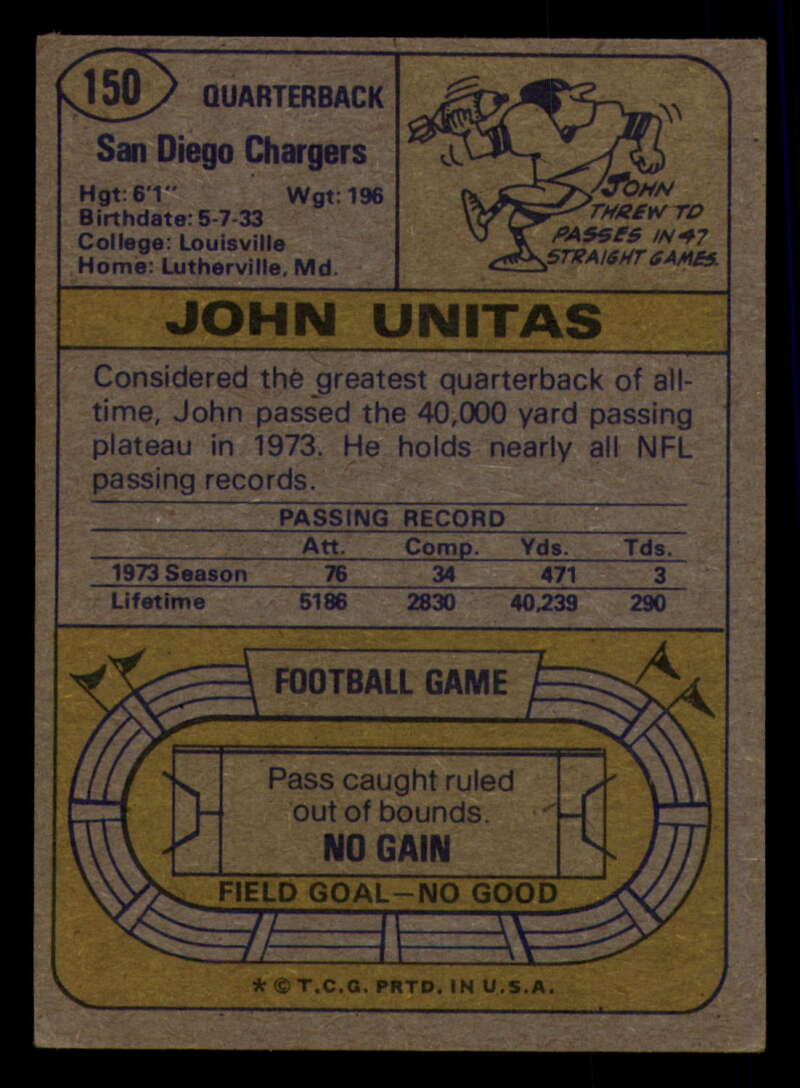 150
QUARTERBACK
San Diego Chargers
Hgt: 6'1" Wgt: 196
Birthdate: 5-7-33
College: Louisville
Home: Lutherville, Md.
JOHN
THREW TD
PASSES IN 47
STRAIGHT GAMES.
JOHN UNITAS
Considered the greatest quarterback of all-
time, John passed the 40,000 yard passing
plateau in 1973. He holds nearly all NFL
passing records.
PASSING RECORD
Att. Comp. Yds. Tds.
1973 Season 76 34 471 3
Lifetime 5186 2830 40,239 290
FOOTBALL GAME
Pass caught ruled
out of bounds.
NO GAIN
FIELD GOAL—NO GOOD
* © T.C.G. PRTD. IN U.S.A.